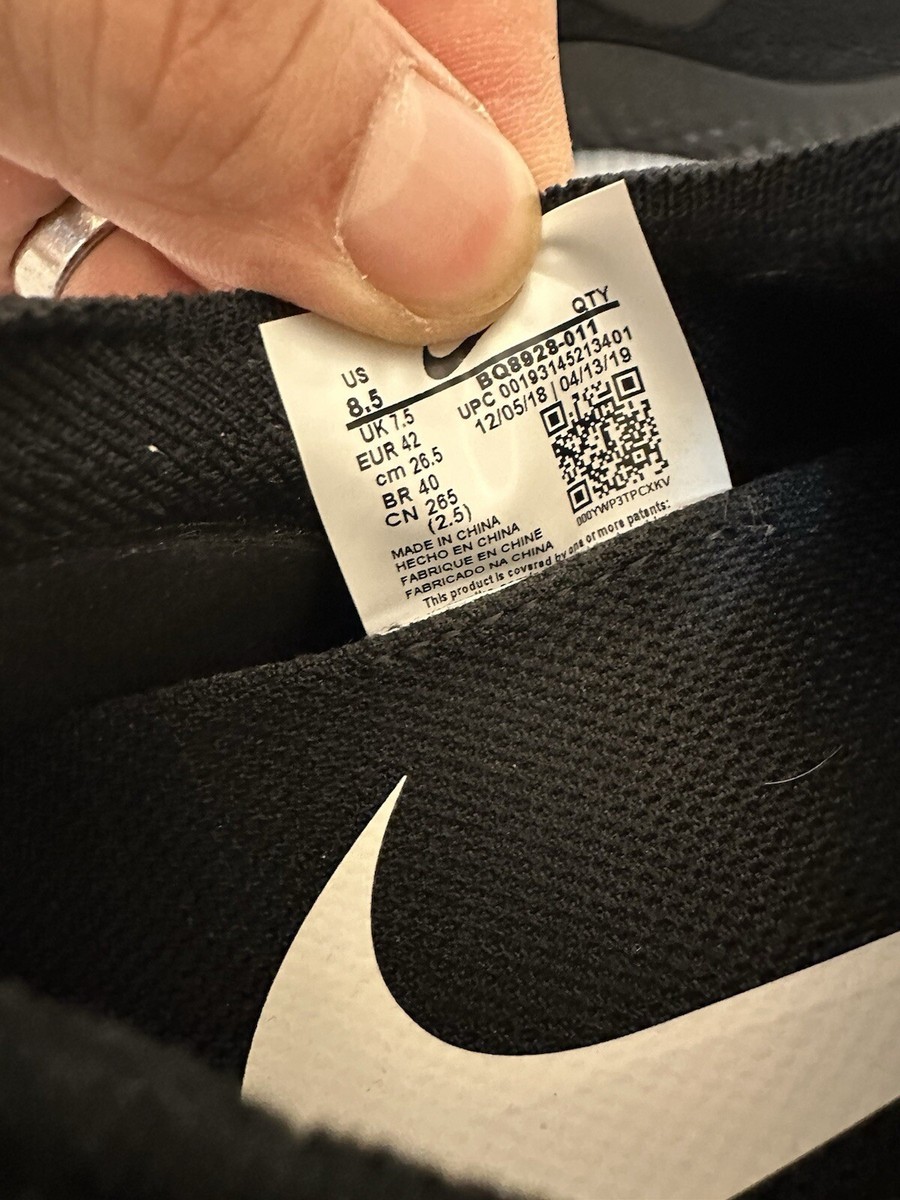 US
8.5
UK 7.5
EUR 42
cm 26.5
BR 40
CN 265
(2.5)
QTY
BQ8928-011
UPC 00193145213401
12/05/18 | 04/13/19
000YWP3TPCXKV
MADE IN CHINA
HECHO EN CHINA
FABRIQUE EN CHINE
FABRICADO NA CHINA
This product is covered by one or more patents: